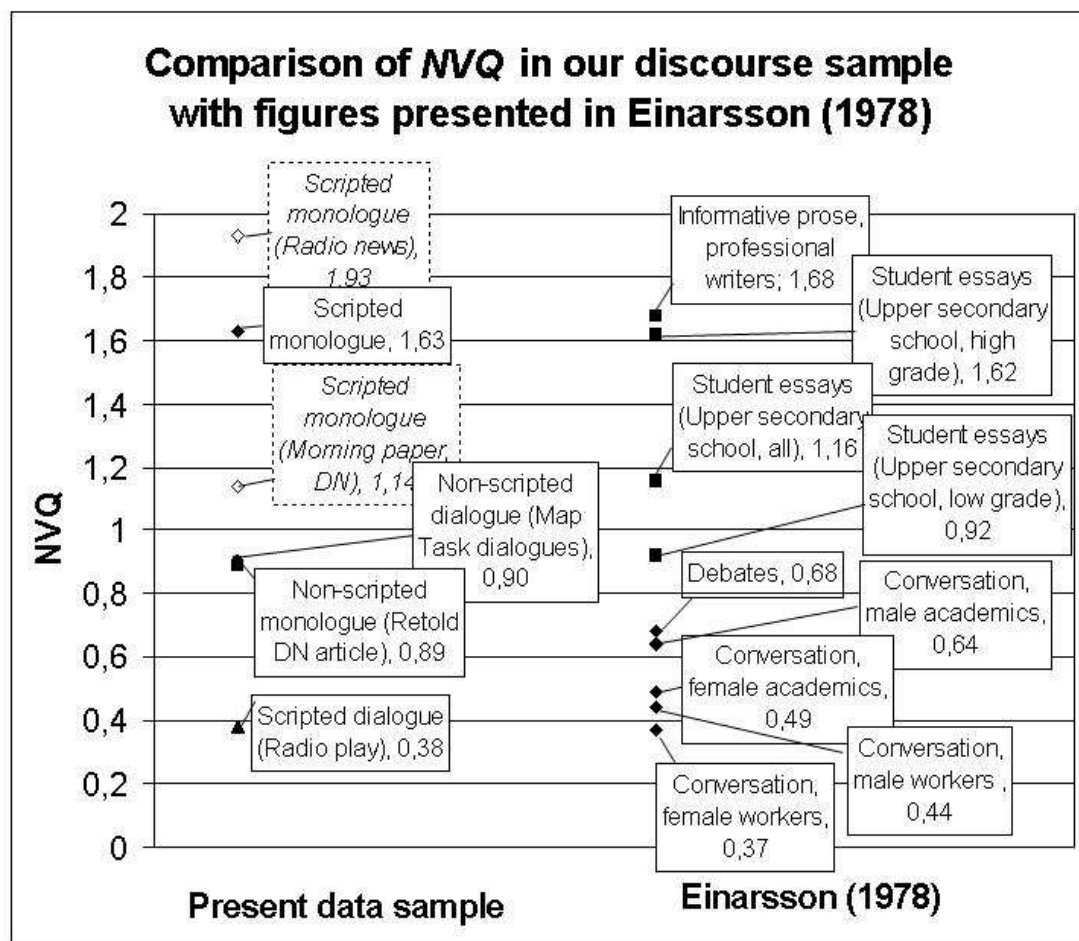 Comparison of NVQ in our discourse sample
with figures presented in Einarsson (1978)
NVQ
2
1,8
1,6
1,4
1,2
1
0,8
0,6
0,4
0,2
0
Scripted
monologue
(Radio news),
1,93
Scripted
monologue, 1,63
Scripted
monologue
(Morning paper,
DN), 1,14
Non-scripted
dialogue (Map
Task dialogues),
0,90
Non-scripted
monologue (Retold
DN article), 0,89
Scripted dialogue
(Radio play), 0,38
Informative prose,
professional
writers; 1,68
Student essays
(Upper secondary
school, high
grade), 1,62
Student essays
(Upper secondary
school, all), 1,16
Student essays
(Upper secondary
school, low grade),
0,92
Debates, 0,68
Conversation,
male academics,
0,64
Conversation,
female academics,
0,49
Conversation,
male workers ,
0,44
Conversation,
female workers,
0,37
Present data sample
Einarsson (1978)